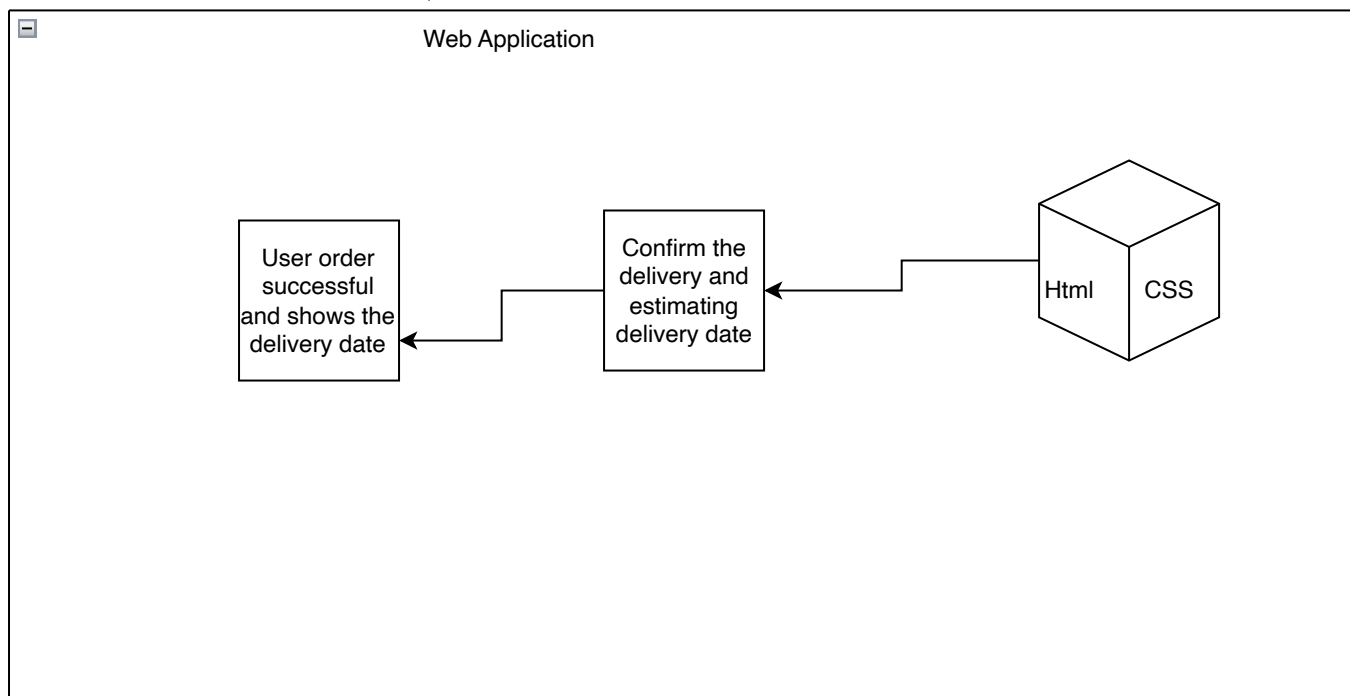 Web Application
User order
successful
and shows the
delivery date
Confirm the
delivery and
estimating
delivery date
Html
CSS